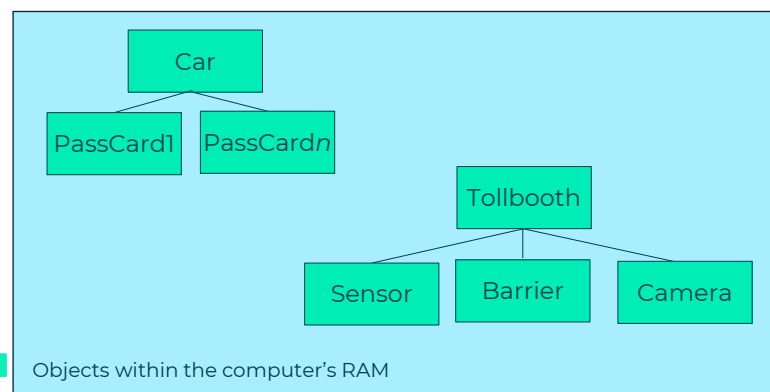 Car
PassCard1 PassCardn
Tollbooth
Sensor Barrier Camera
Objects within the computer's RAM